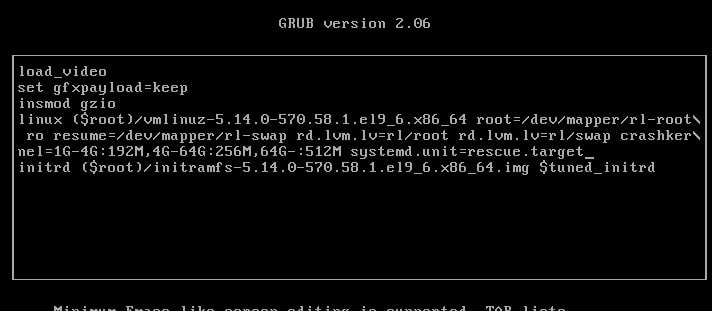 GRUB version 2.06
load_video
set gfxpayload=keep
insmod gzio
linux ($root)/vmlinuz-5.14.0-570.58.1.el9_6.x86_64 root=/dev/mapper/rl-root\
ro resume=/dev/mapper/rl-swap rd.lvm.lv=rl/root rd.lvm.lv=rl/swap crashker\
nel=1G-4G:192M,4G-64G:256M,64G-:512M systemd.unit=rescue.target_
initrd ($root)/initramfs-5.14.0-570.58.1.el9_6.x86_64.img $tuned_initrd
Minimum Emacs-like screen editing is supported. TAB lists